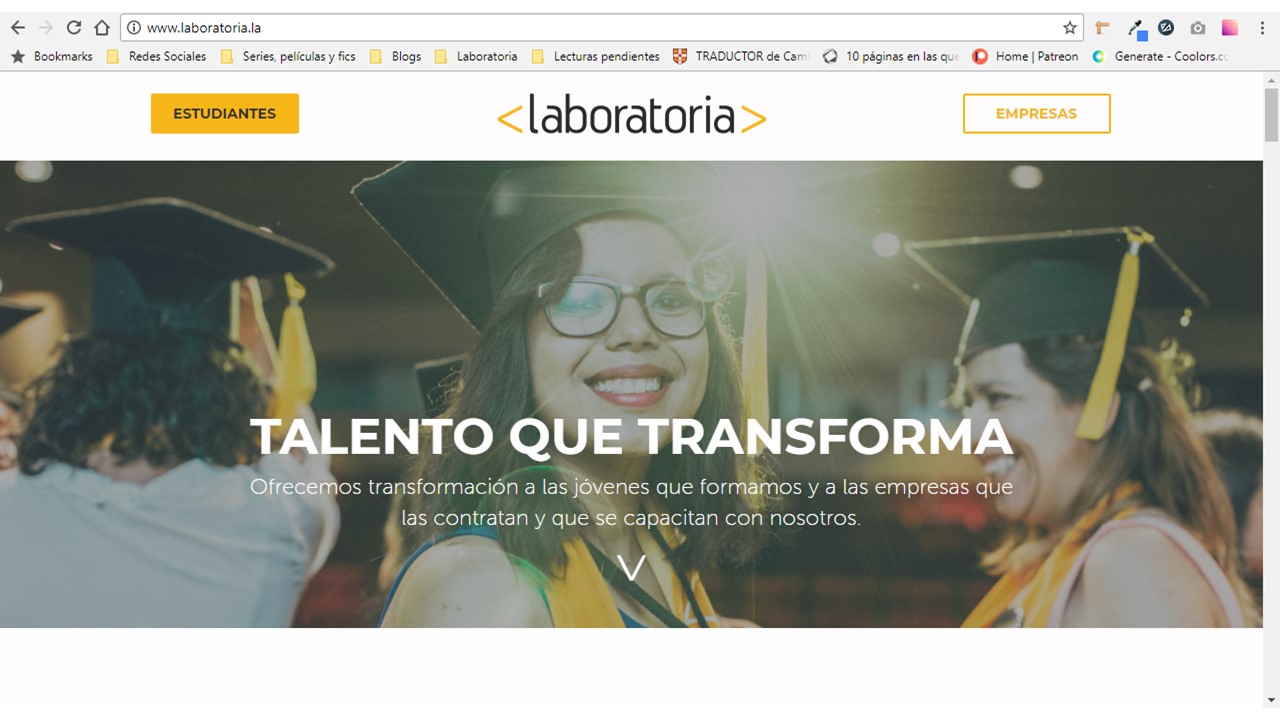 www.laboratoria.la
Bookmarks Redes Sociales Series, películas y fics Blogs Laboratoria Lecturas pendientes TRADUCTOR de Cam 10 páginas en las que Home | Patreon Generate - Coolors.cc
ESTUDIANTES <laboratoria> EMPRESAS
TALENTO QUE TRANSFORMA
Ofrecemos transformación a las jóvenes que formamos y a las empresas que
las contratan y que se capacitan con nosotros.